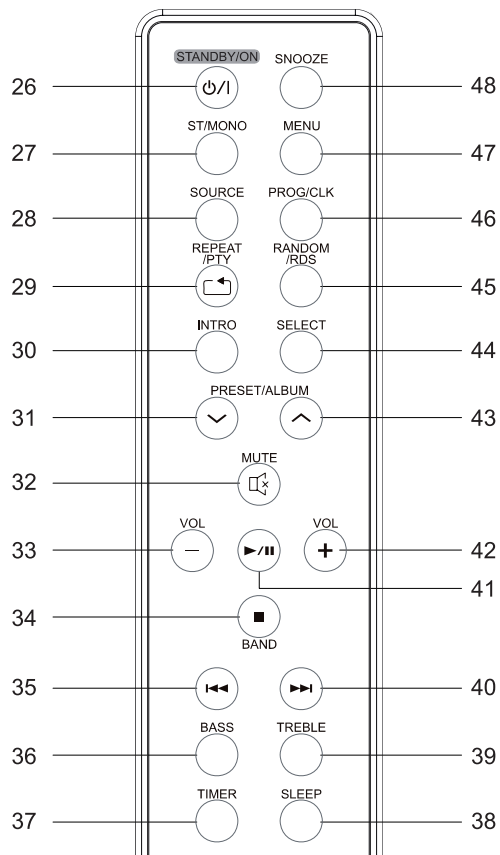 STANDBY/ON SNOOZE
26 48
ST/MONO MENU
27 47
SOURCE PROG/CLK
28 46
REPEAT RANDOM
/PTY /RDS
29 45
INTRO SELECT
30 44
PRESET/ALBUM
31 43
MUTE
32
VOL VOL
33 42
41
34
BAND
35 40
BASS TREBLE
36 39
TIMER SLEEP
37 38